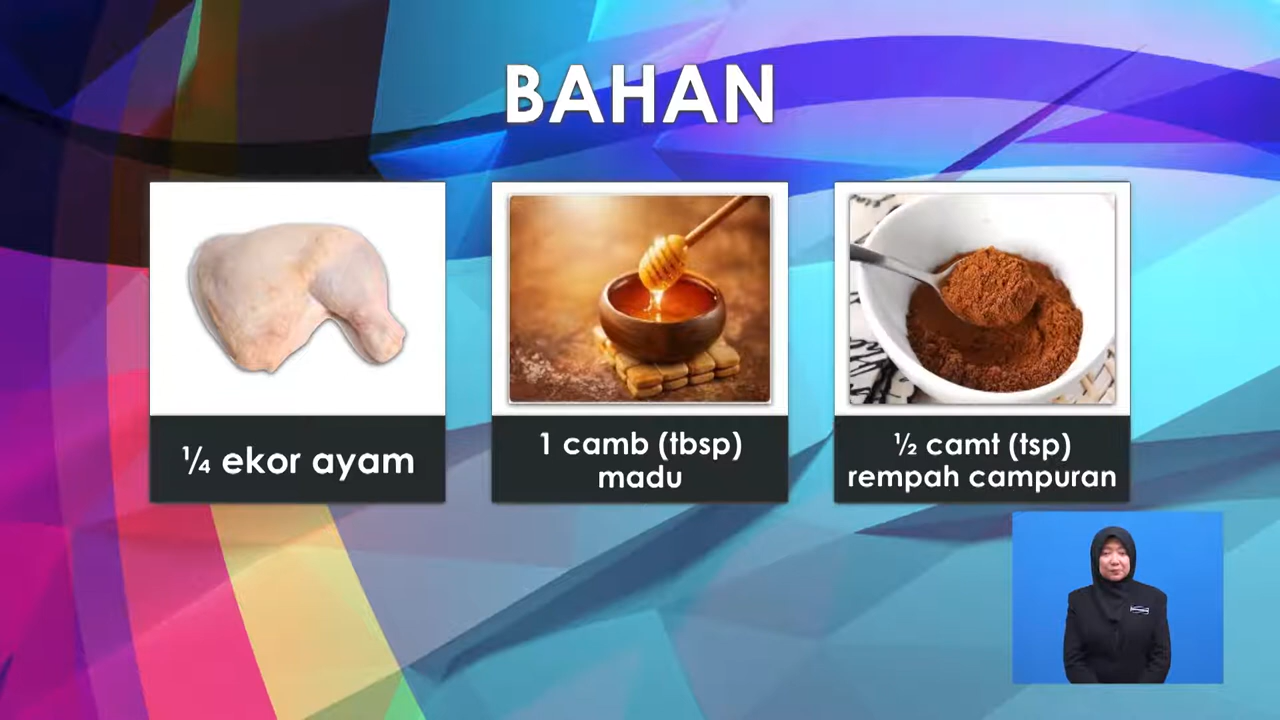 BAHAN
¼ ekor ayam
1 camb (tbsp)
madu
½ camt (tsp)
rempah campuran